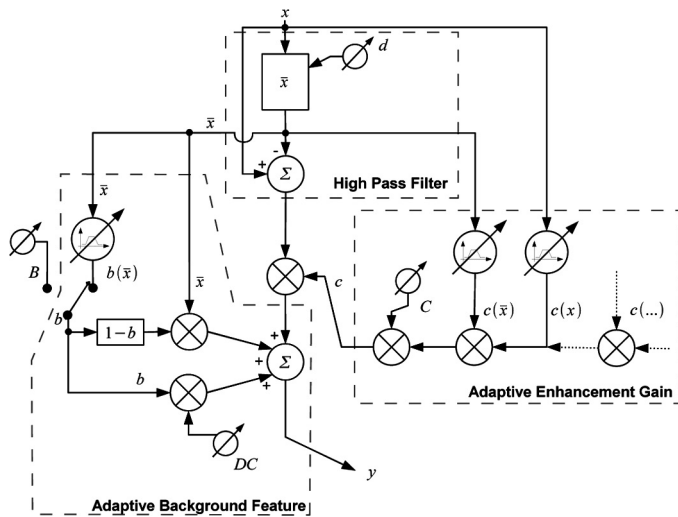 x
d
x̄
x̄
-
+
Σ
High Pass Filter
x̄
B
b(x̄)
x̄
c
C
c(x̄)
c(x)
c(...)
b
1-b
+
+
Σ
+
b
Adaptive Enhancement Gain
DC
y
Adaptive Background Feature